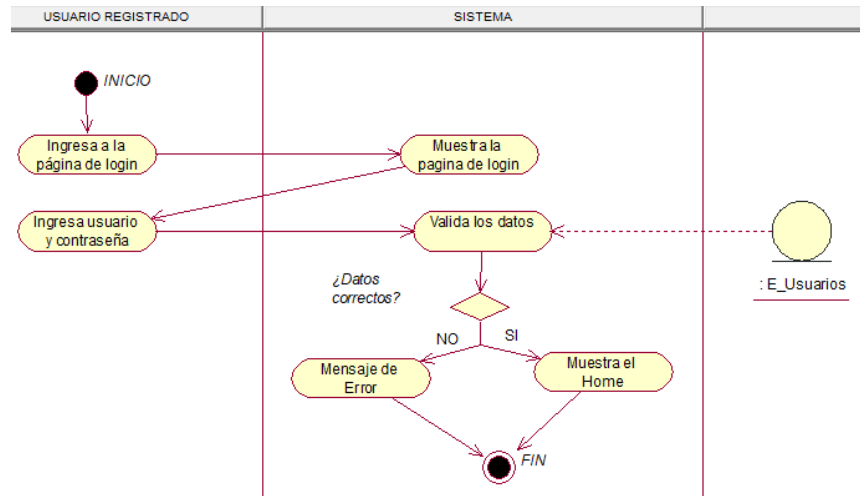 USUARIO REGISTRADO
SISTEMA
INICIO
Ingresa a la
página de login
Muestra la
pagina de login
Ingresa usuario
y contraseña
Valida los datos
: E_Usuarios
¿Datos
correctos?
NO
SI
Mensaje de
Error
Muestra el
Home
FIN